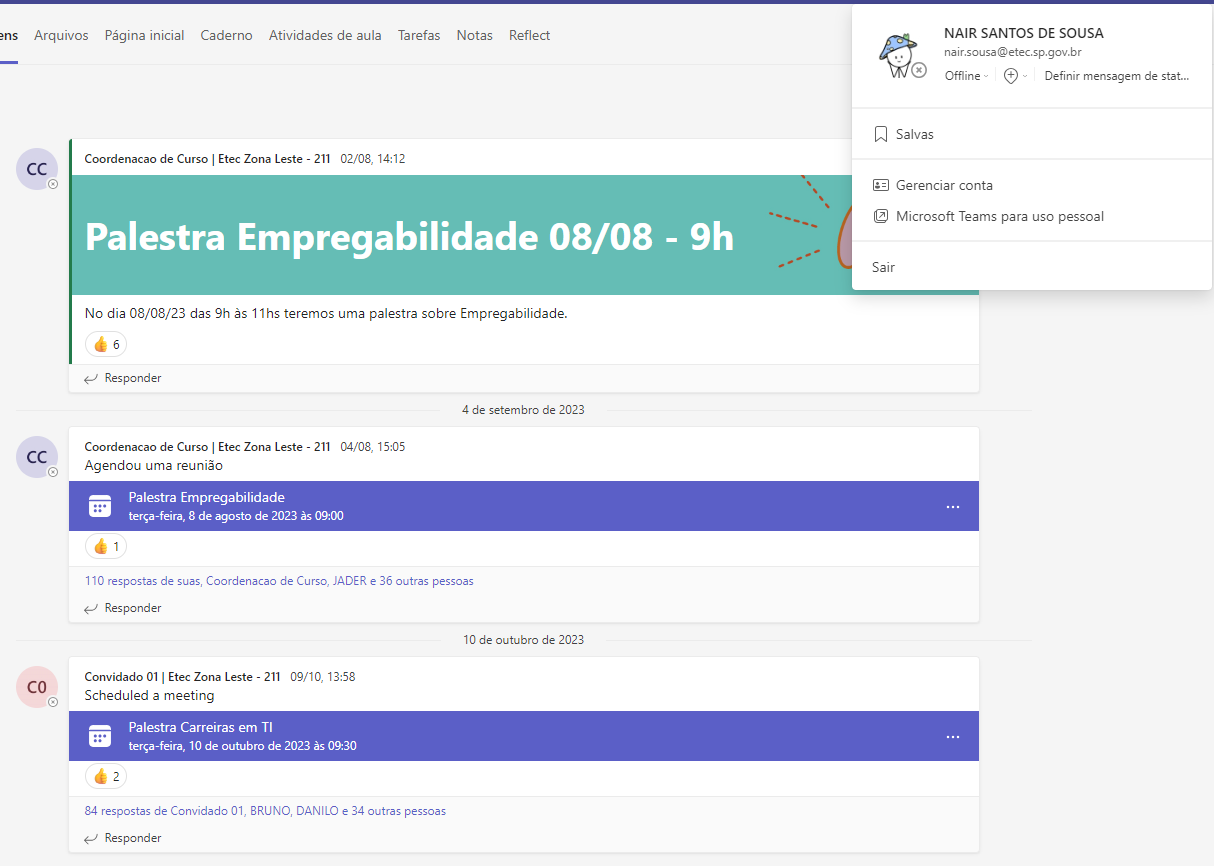 ens Arquivos Página inicial Caderno Atividades de aula Tarefas Notas Reflect
NAIR SANTOS DE SOUSA
nair.sousa@etec.sp.gov.br
Offline Definir mensagem de stat...
Salvas
Gerenciar conta
Microsoft Teams para uso pessoal
Sair
CC
Coordenacao de Curso | Etec Zona Leste - 211 02/08, 14:12
Palestra Empregabilidade 08/08 - 9h
No dia 08/08/23 das 9h às 11hs teremos uma palestra sobre Empregabilidade.
6
Responder
4 de setembro de 2023
CC
Coordenacao de Curso | Etec Zona Leste - 211 04/08, 15:05
Agendou uma reunião
Palestra Empregabilidade
terça-feira, 8 de agosto de 2023 às 09:00
1
110 respostas de suas, Coordenacao de Curso, JADER e 36 outras pessoas
Responder
10 de outubro de 2023
C0
Convidado 01 | Etec Zona Leste - 211 09/10, 13:58
Scheduled a meeting
Palestra Carreiras em TI
terça-feira, 10 de outubro de 2023 às 09:30
2
84 respostas de Convidado 01, BRUNO, DANILO e 34 outras pessoas
Responder